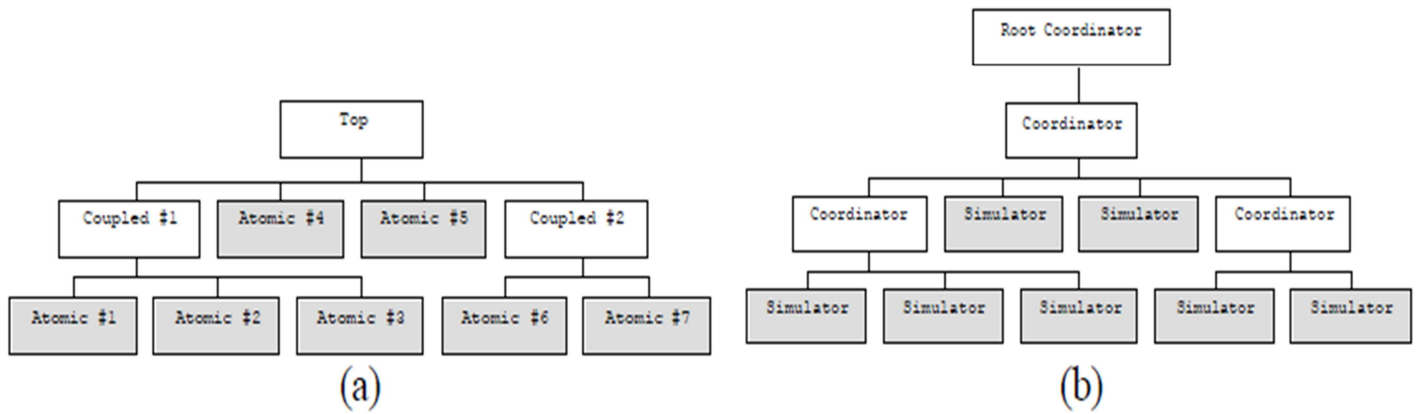 Top
Coupled #1
Atomic #4
Atomic #5
Coupled #2
Atomic #1
Atomic #2
Atomic #3
Atomic #6
Atomic #7
(a)
Root Coordinator
Coordinator
Coordinator
Simulator
Simulator
Coordinator
Simulator
Simulator
Simulator
Simulator
Simulator
(b)